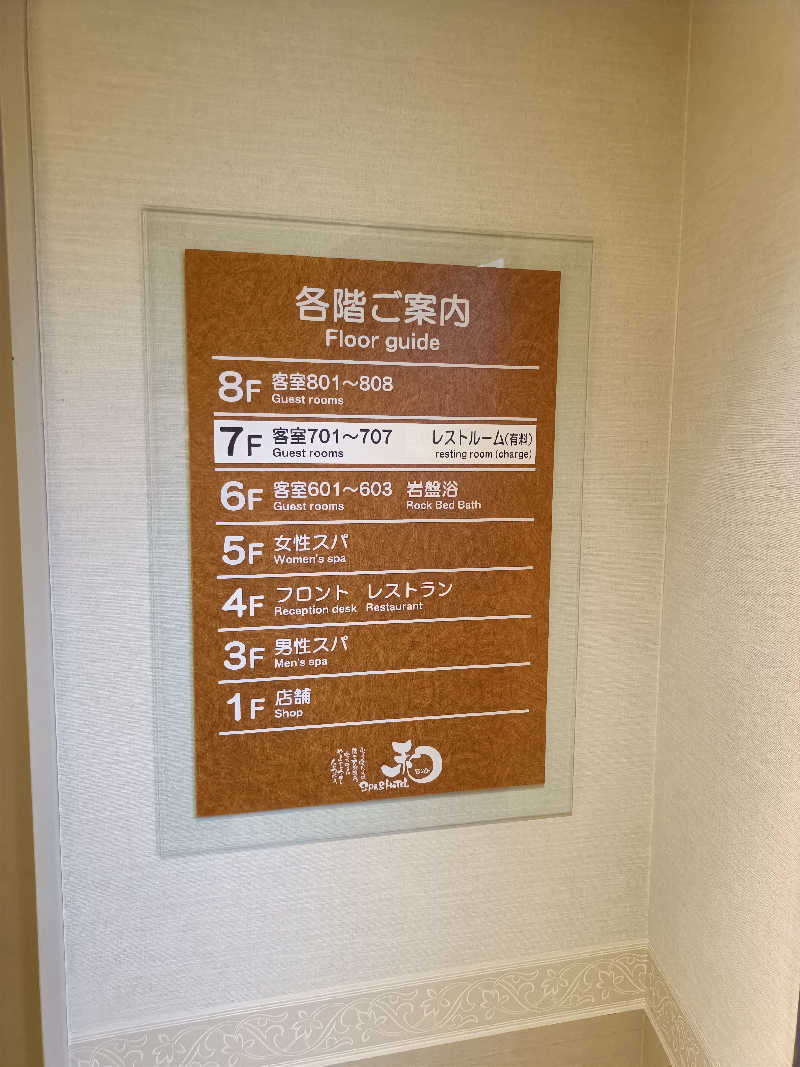 各階ご案内
Floor guide
8F 客室801〜808
Guest rooms
7F 客室701〜707 レストルーム(有料)
Guest rooms resting room (charge)
6F 客室601〜603 岩盤浴
Guest rooms Rock Bed Bath
5F 女性スパ
Women's spa
4F フロント レストラン
Reception desk Restaurant
3F 男性スパ
Men's spa
1F 店舗
Shop
和
SPA&HOTEL